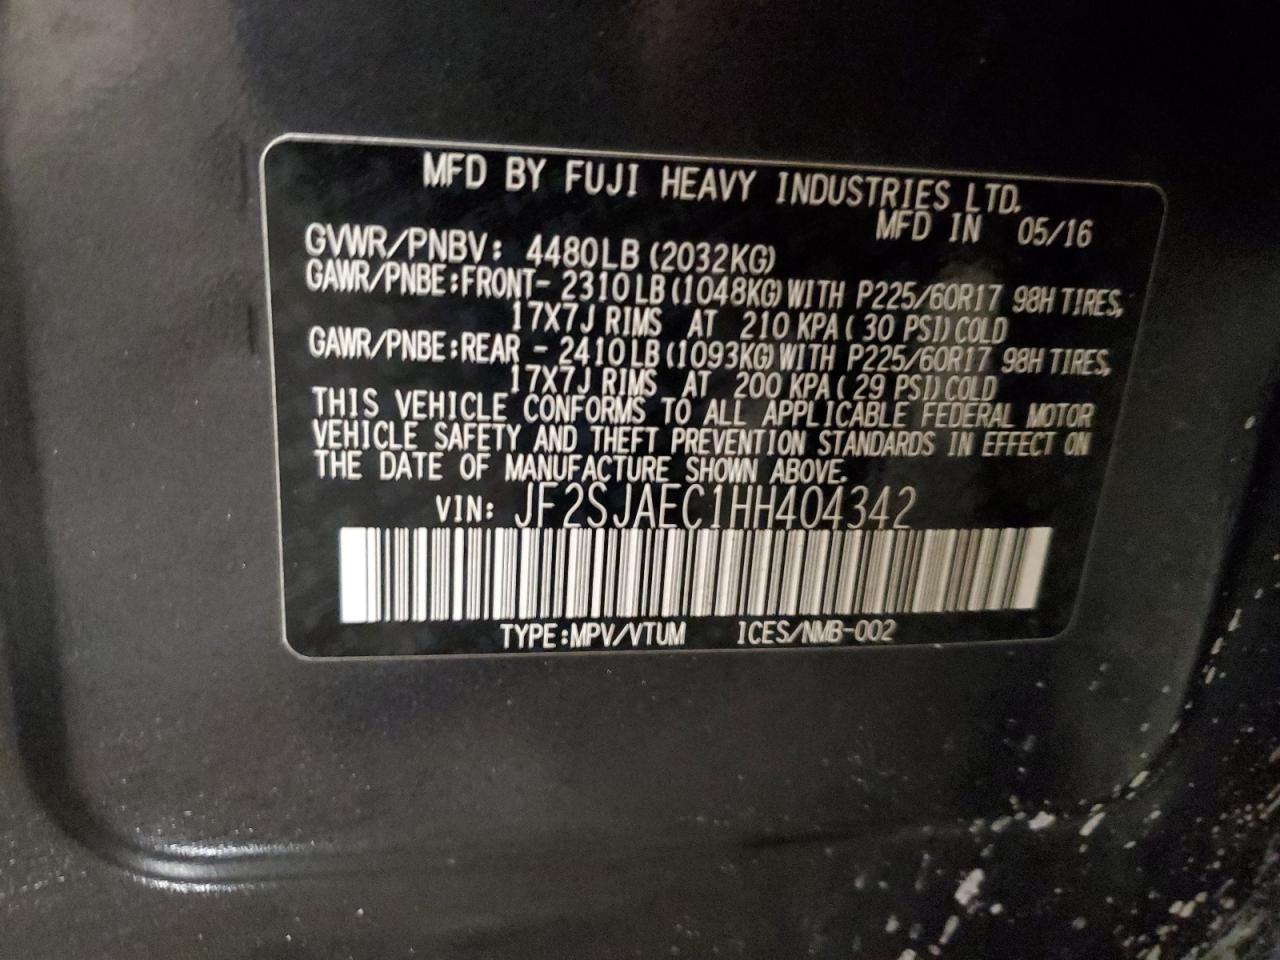 MFD BY FUJI HEAVY INDUSTRIES LTD.
MFD IN 05/16
GVWR/PNBV: 4480LB (2032KG)
GAWR/PNBE:FRONT- 2310LB(1048KG)WITH P225/60R17 98H TIRES,
17X7J RIMS AT 210 KPA( 30 PSI)COLD
GAWR/PNBE:REAR - 2410LB(1093KG)WITH P225/60R17 98H TIRES,
17X7J RIMS AT 200 KPA( 29 PSI)COLD
THIS VEHICLE CONFORMS TO ALL APPLICABLE FEDERAL MOTOR
VEHICLE SAFETY AND THEFT PREVENTION STANDARDS IN EFFECT ON
THE DATE OF MANUFACTURE SHOWN ABOVE.
VIN: JF2SJAEC1HH404342
TYPE:MPV/VTUM ICES/NMB-002